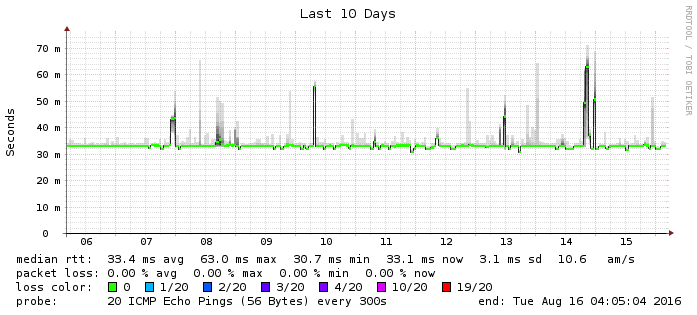 Last 10 Days
RRDTOOL / TOBI OETIKER
Seconds
70 m
60 m
50 m
40 m
30 m
20 m
10 m
0
06 07 08 09 10 11 12 13 14 15
median rtt: 33.4 ms avg 63.0 ms max 30.7 ms min 33.1 ms now 3.1 ms sd 10.6 am/s
packet loss: 0.00 % avg 0.00 % max 0.00 % min 0.00 % now
loss color: 0 1/20 2/20 3/20 4/20 10/20 19/20
probe: 20 ICMP Echo Pings (56 Bytes) every 300s end: Tue Aug 16 04:05:04 2016